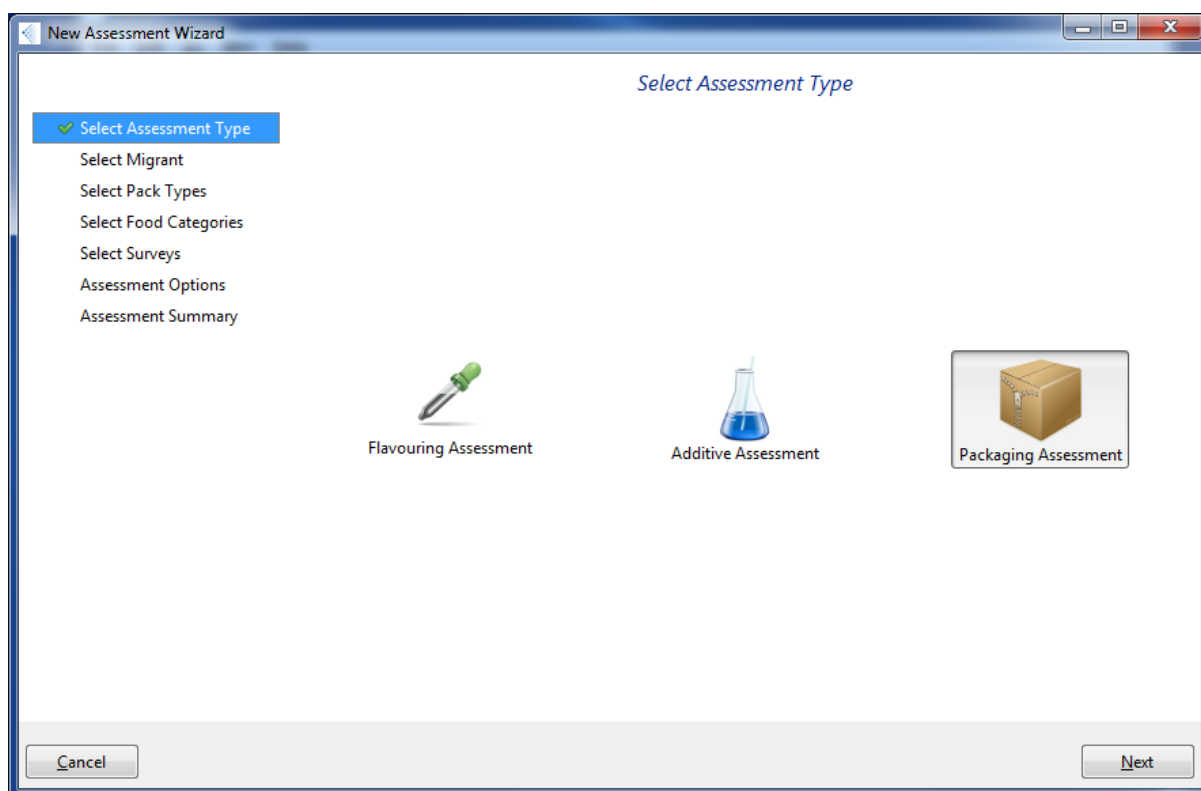 New Assessment Wizard
Select Assessment Type
Select Assessment Type
Select Migrant
Select Pack Types
Select Food Categories
Select Surveys
Assessment Options
Assessment Summary
Flavouring Assessment
Additive Assessment
Packaging Assessment
Cancel
Next